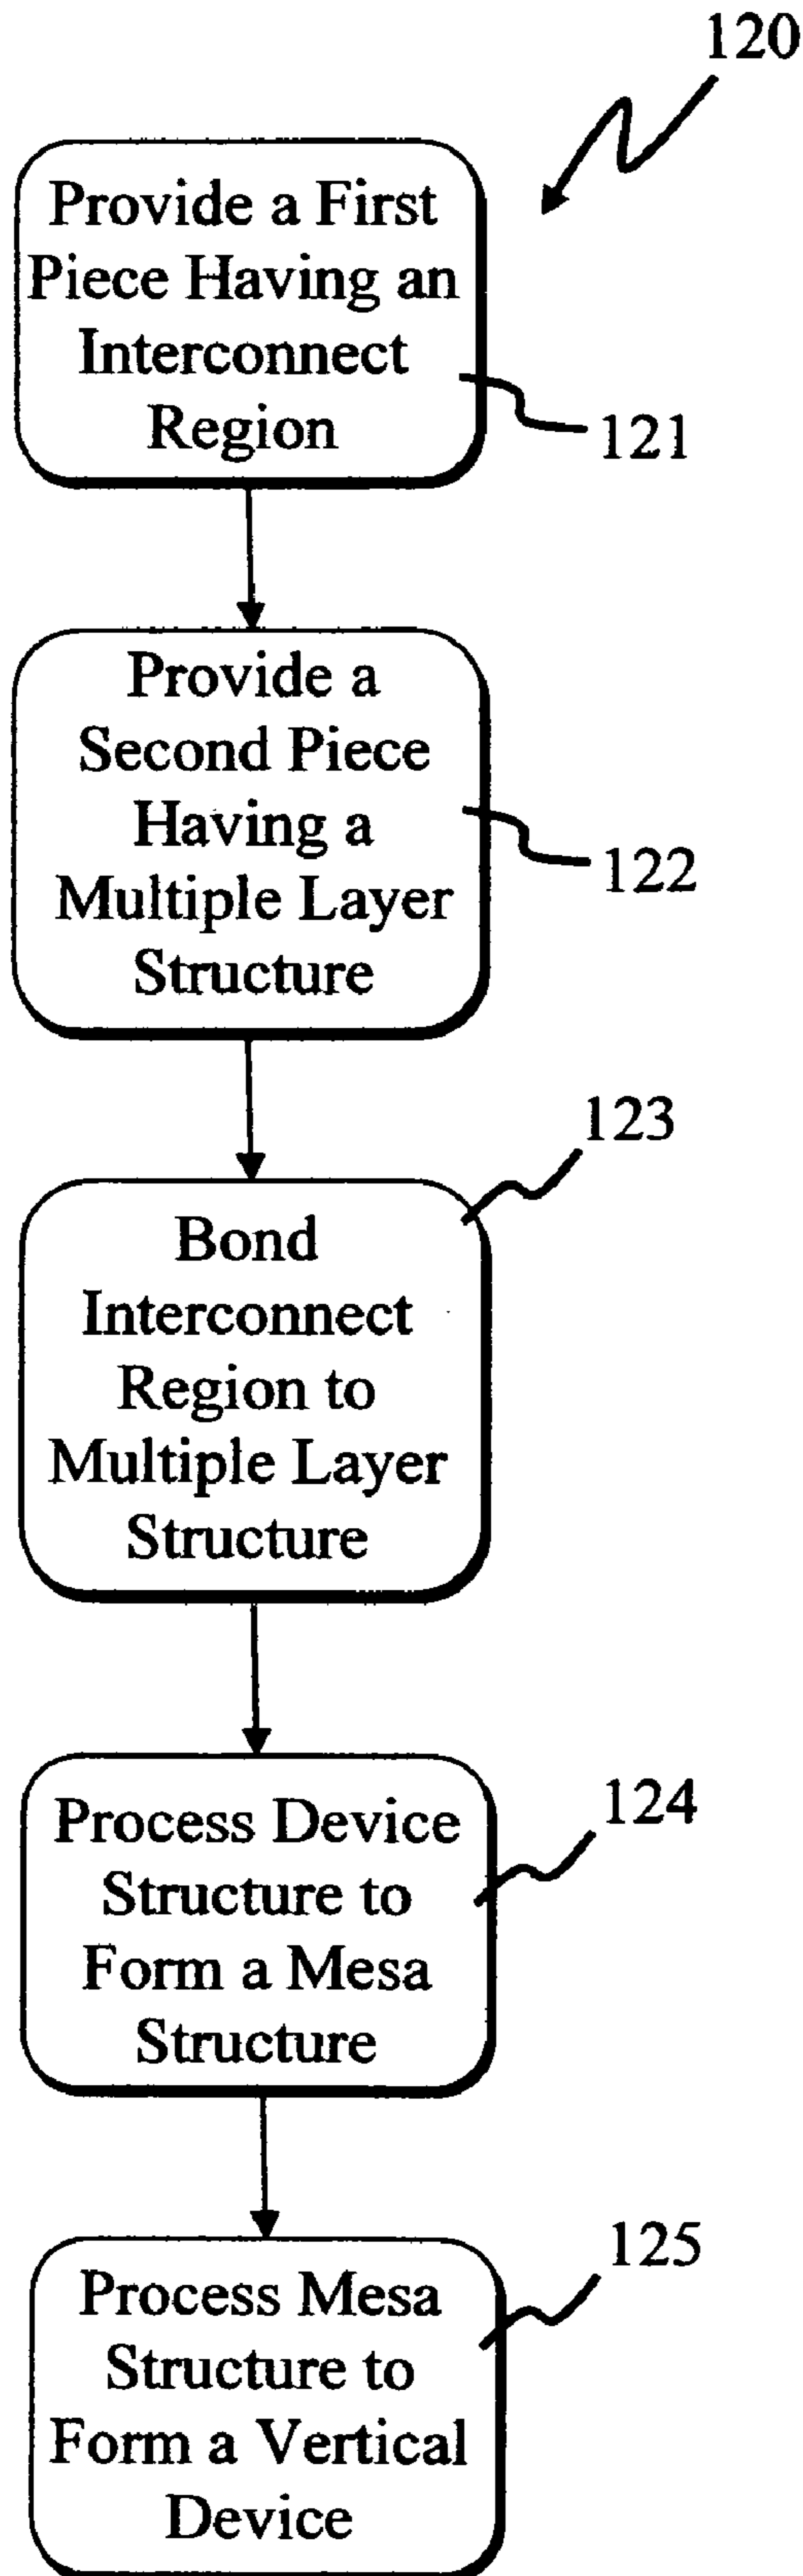 120
Provide a First
Piece Having an
Interconnect
Region
121
Provide a
Second Piece
Having a
Multiple Layer
Structure
122
123
Bond
Interconnect
Region to
Multiple Layer
Structure
124
Process Device
Structure to
Form a Mesa
Structure
125
Process Mesa
Structure to
Form a Vertical
Device